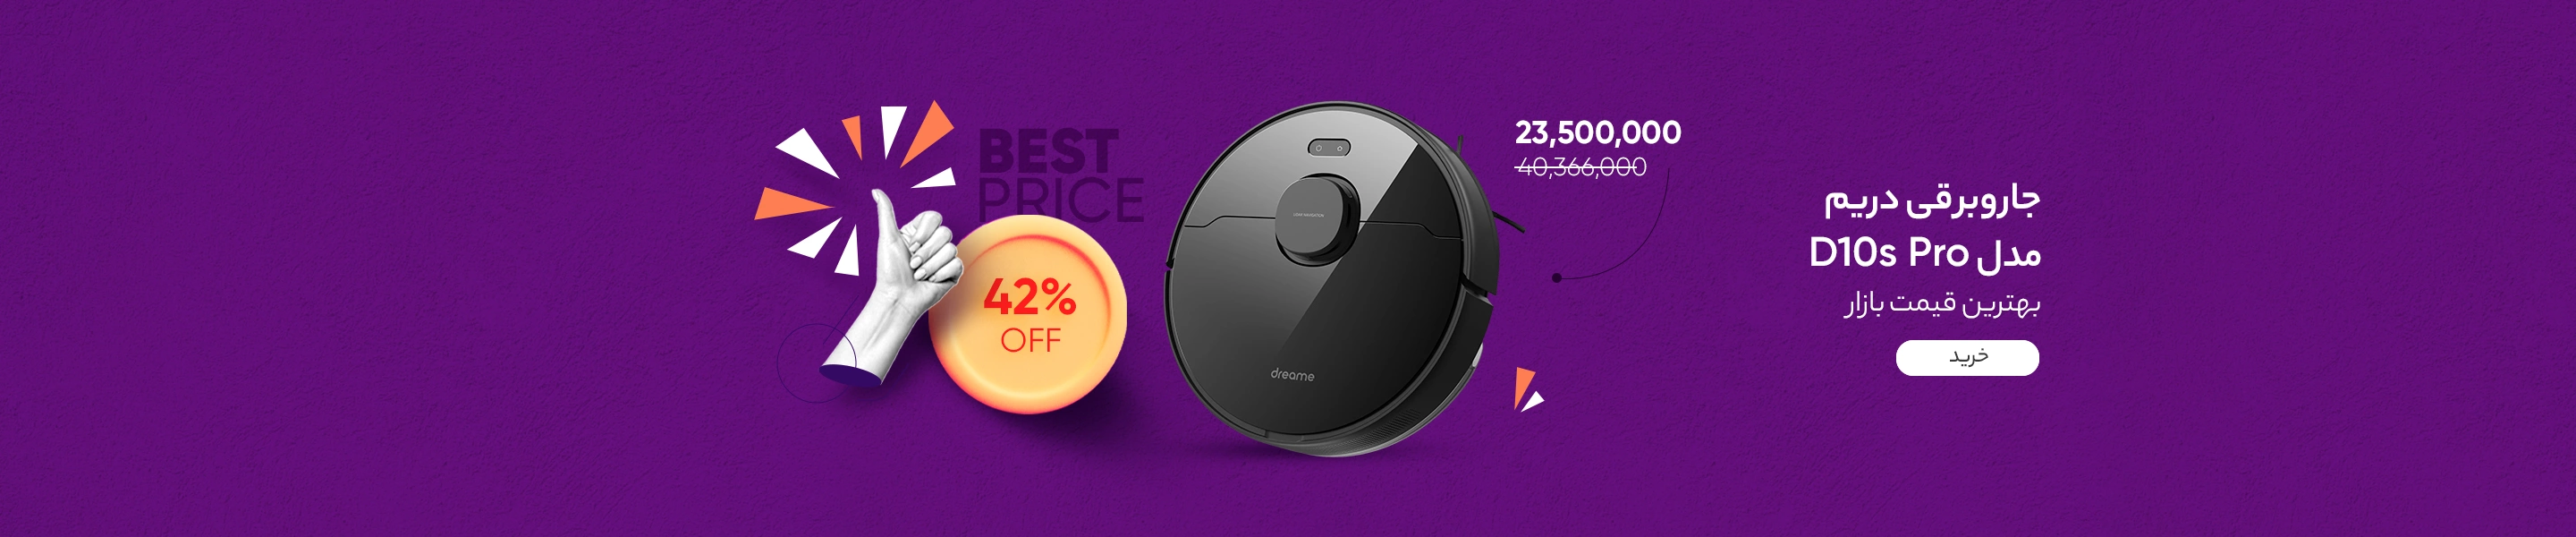 جاروبرقی دریم
مدل D10s Pro
بهترین قیمت بازار
خرید
23,500,000
40,366,000
BEST
PRICE
42%
OFF
dreame